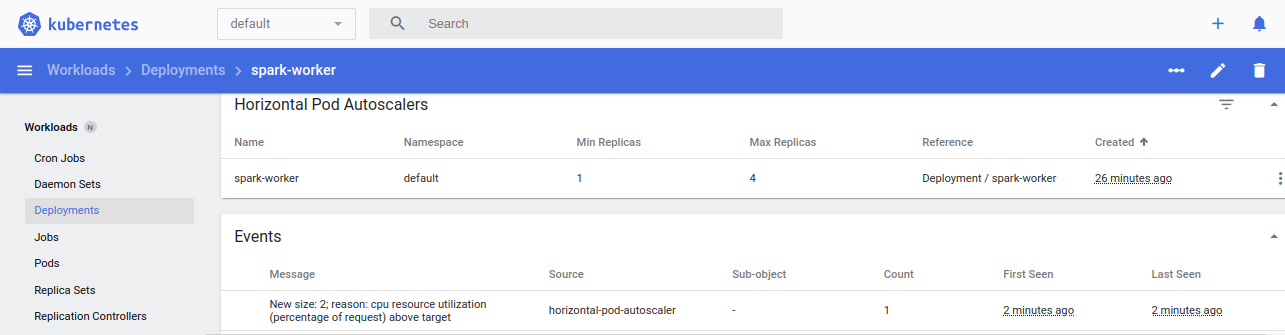 kubernetes
default
Search
Workloads
Deployments
spark-worker
Workloads N
Cron Jobs
Daemon Sets
Deployments
Jobs
Pods
Replica Sets
Replication Controllers
Horizontal Pod Autoscalers
Name Namespace Min Replicas Max Replicas Reference Created
spark-worker default 1 4 Deployment / spark-worker 26 minutes ago
Events
Message Source Sub-object Count First Seen Last Seen
New size: 2; reason: cpu resource utilization
(percentage of request) above target
horizontal-pod-autoscaler - 1 2 minutes ago 2 minutes ago